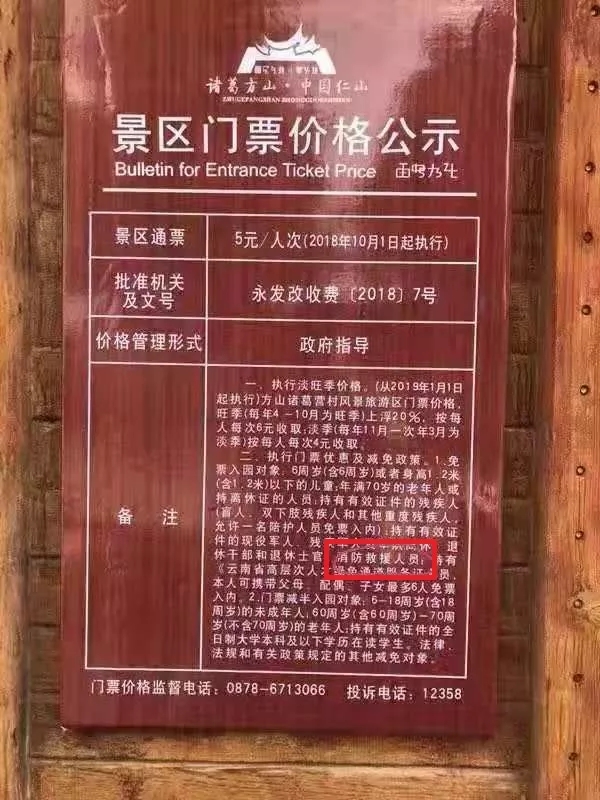 诸葛方山·中国仁山
ZHUGEFANGSHAN ZHONGGUORENSHAN
景区门票价格公示
Bulletin for Entrance Ticket Price
景区通票 5元/人次(2018年10月1日起执行)
批准机关及文号 永发改收费〔2018〕7号
价格管理形式 政府指导
备注
一、执行淡旺季价格。(从2019年1月1日
起执行)方山诸葛营村风景旅游区门票价格,
旺季(每年4-10月为旺季)上浮20%,按每
人每次6元收取;淡季(每年11月一次年3月为
淡季)按每人每次4元收取。
二、执行门票优惠及减免政策。1.免
票入园对象:6周岁(含6周岁)或者身高1.2米
(含1.2米)以下的儿童;年满70岁的老年人或
持离休证的人员;持有有效证件的残疾人
(盲人、双下肢残疾人和其他重度残疾人,
允许一名陪护人员免票入内);持有有效证
件的现役军人、残
休干部和退休士官 消防救援人员;持有
《云南省高层次人
本人可携带父母、配偶、子女最多6人免票
入内。2.门票减半入园对象:6-18周岁(含18
周岁)的未成年人;60周岁(含60周岁)-70周
岁(不含70周岁)的老年人;持有有效证件的全
日制大学本科及以下学历在读学生。法律、
法规和有关政策规定的其他减免对象。
门票价格监督电话:0878-6713066 投诉电话:12358